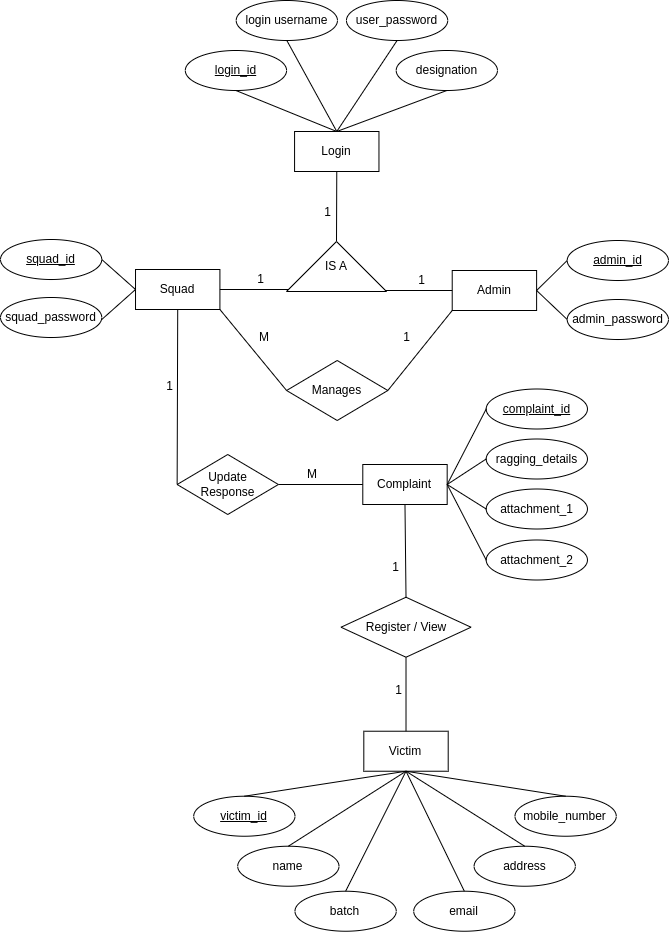 login username
user_password
login_id
designation
Login
1
squad_id
IS A
admin_id
Squad
1
1
Admin
squad_password
admin_password
M
1
Manages
1
complaint_id
ragging_details
Update
Response
M
Complaint
attachment_1
attachment_2
1
Register / View
1
Victim
victim_id
mobile_number
name
address
batch
email